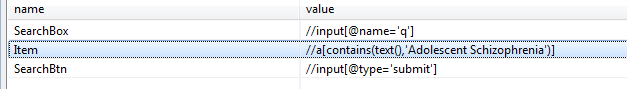 name value
SearchBox //input[@name='q']
Item //a[contains(text(),'Adolescent Schizophrenia')]
SearchBtn //input[@type='submit']